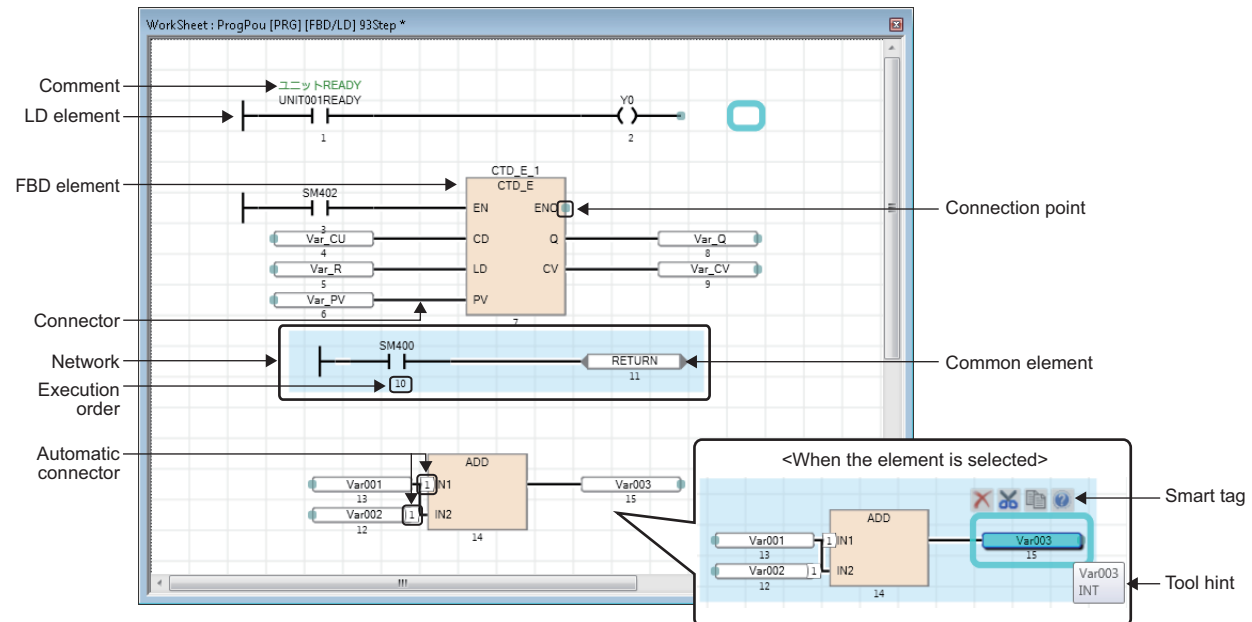 WorkSheet : ProgPou [PRG] [FBD/LD] 93Step *
Comment
ユニットREADY
UNIT001READY
Y0
LD element
1
2
FBD element
CTD_E_1
CTD_E
SM402
EN
ENO
Connection point
3
Var_CU
CD
Q
Var_Q
4
8
Var_R
LD
CV
Var_CV
5
9
Var_PV
PV
6
7
Connector
Network
SM400
RETURN
Common element
10
11
Execution
order
Automatic
connector
ADD
Var001
1
IN1
Var003
13
15
Var002
1
IN2
12
14
<When the element is selected>
Smart tag
ADD
Var001
1
IN1
Var003
13
15
Var002
1
IN2
12
14
Var003
INT
Tool hint